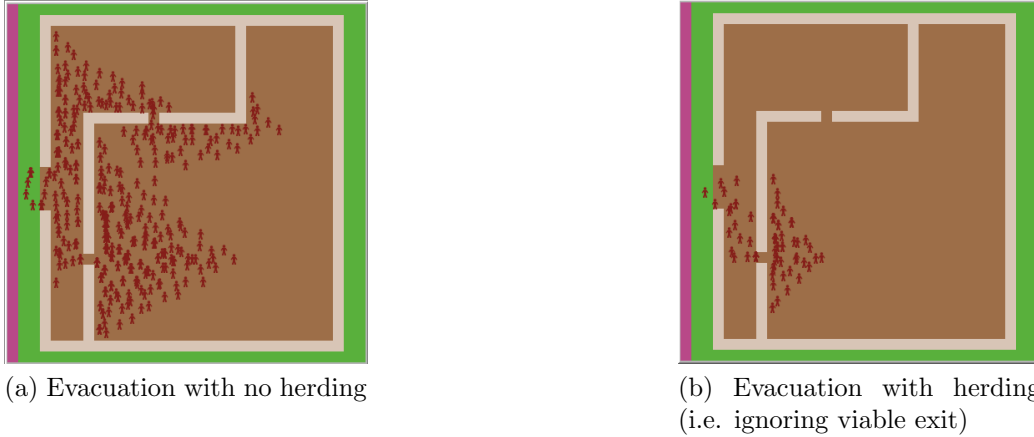 (a) Evacuation with no herding
(b) Evacuation with herding
(i.e. ignoring viable exit)